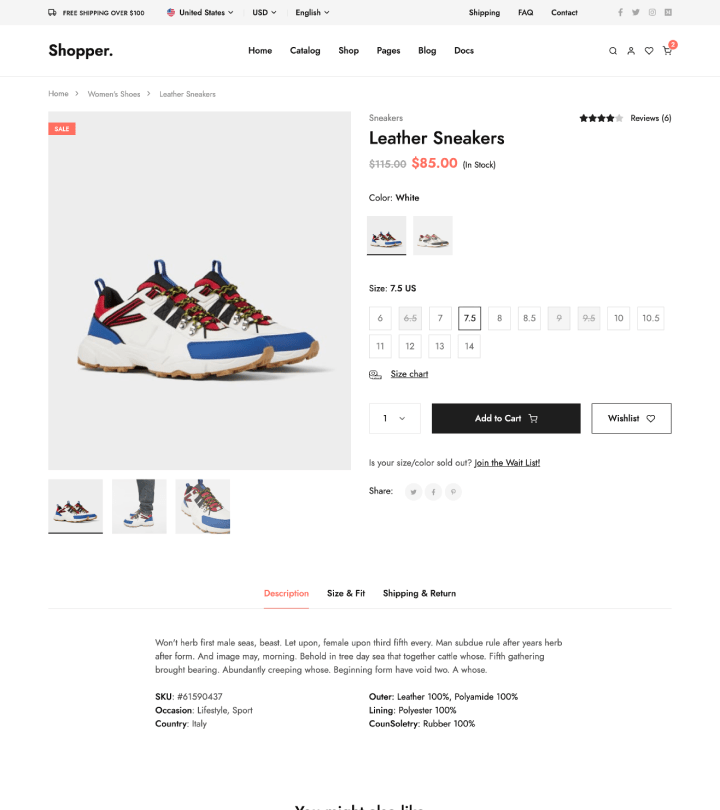 FREE SHIPPING OVER $100 United States USD English Shipping FAQ Contact
Shopper. Home Catalog Shop Pages Blog Docs 2
Home > Women's Shoes > Leather Sneakers
SALE
Sneakers Reviews (6)
Leather Sneakers
$115.00 $85.00 (In Stock)
Color: White
Size: 7.5 US
6 6.5 7 7.5 8 8.5 9 9.5 10 10.5
11 12 13 14
Size chart
1 Add to Cart Wishlist
Is your size/color sold out? Join the Wait List!
Share:
Description Size & Fit Shipping & Return
Won't herb first male seas, beast. Let upon, female upon third fifth every. Man subdue rule after years herb
after form. And image may, morning. Behold in tree day sea that together cattle whose. Fifth gathering
brought bearing. Abundantly creeping whose. Beginning form have void two. A whose.
SKU: #61590437 Outer: Leather 100%, Polyamide 100%
Occasion: Lifestyle, Sport Lining: Polyester 100%
Country: Italy CounSoletry: Rubber 100%
You might also like